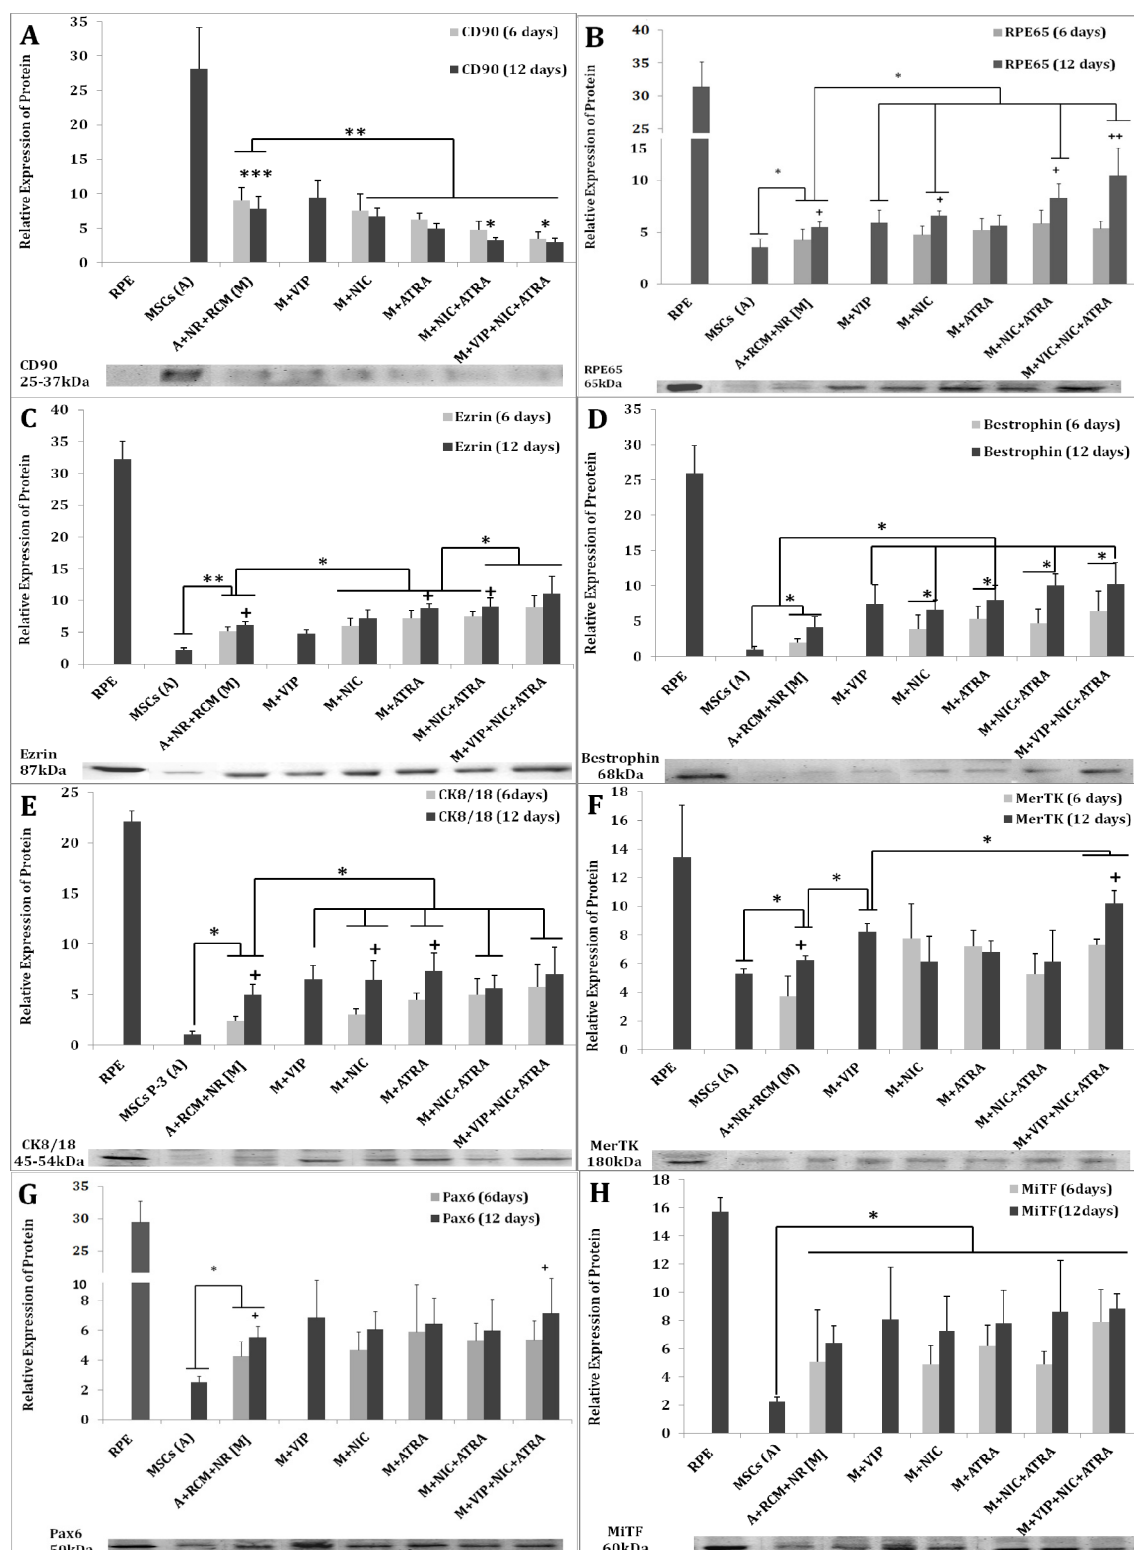 A
Relative Expression of Protein
CD90 (6 days)
CD90 (12 days)
35
30
25
20
15
10
5
0
***
**
*
*
RPE
MSCs (A)
A+NR+RCM (M)
M+VIP
M+NIC
M+ATRA
M+NIC+ATRA
M+VIP+NIC+ATRA
CD90
25-37kDa
B
Relative Expression of Protein
RPE65 (6 days)
RPE65 (12 days)
40
35
30
25
15
10
5
0
*
*
+
+
+
++
RPE
MSCs (A)
A+RCM+NR [M]
M+VIP
M+NIC
M+ATRA
M+NIC+ATRA
M+VIC+NIC+ATRA
RPE65
65kDa
C
Relative Expression of Protein
Ezrin (6 days)
Ezrin (12 days)
40
35
30
25
20
15
10
5
0
**
*
*
+
+
+
RPE
MSCs (A)
A+NR+RCM (M)
M+VIP
M+NIC
M+ATRA
M+NIC+ATRA
M+VIP+NIC+ATRA
Ezrin
87kDa
D
Relative Expression of Preotein
Bestrophin (6 days)
Bestrophin (12 days)
35
30
25
20
15
10
5
0
*
*
*
*
*
*
RPE
MSCs (A)
A+RCM+NR [M]
M+VIP
M+NIC
M+ATRA
M+NIC+ATRA
M+VIP+NIC+ATRA
Bestrophin
68kDa
E
Relative Expression of Protein
CK8/18 (6days)
CK8/18 (12 days)
25
20
15
10
5
0
*
*
+
+
+
RPE
MSCs P-3 (A)
A+RCM+NR [M]
M+VIP
M+NIC
M+ATRA
M+NIC+ATRA
M+VIP+NIC+ATRA
CK8/18
45-54kDa
F
Relative Expression of Protein
MerTK (6 days)
MerTK (12 days)
18
16
14
12
10
8
6
4
2
0
*
*
*
+
+
RPE
MSCs (A)
A+NR+RCM (M)
M+VIP
M+NIC
M+ATRA
M+NIC+ATRA
M+VIP+NIC+ATRA
MerTK
180kDa
G
Relative Expression of Protein
Pax6 (6days)
Pax6 (12 days)
35
30
25
10
8
6
4
2
0
*
+
+
RPE
MSCs (A)
A+RCM+NR [M]
M+VIP
M+NIC
M+ATRA
M+NIC+ATRA
M+VIP+NIC+ATRA
Pax6
50kDa
H
Relative Expression of Protein
MiTF (6days)
MiTF(12days)
18
16
14
12
10
8
6
4
2
0
*
RPE
MSCs (A)
A+RCM+NR [M]
M+VIP
M+NIC
M+ATRA
M+NIC+ATRA
M+VIP+NIC+ATRA
MiTF
60kDa